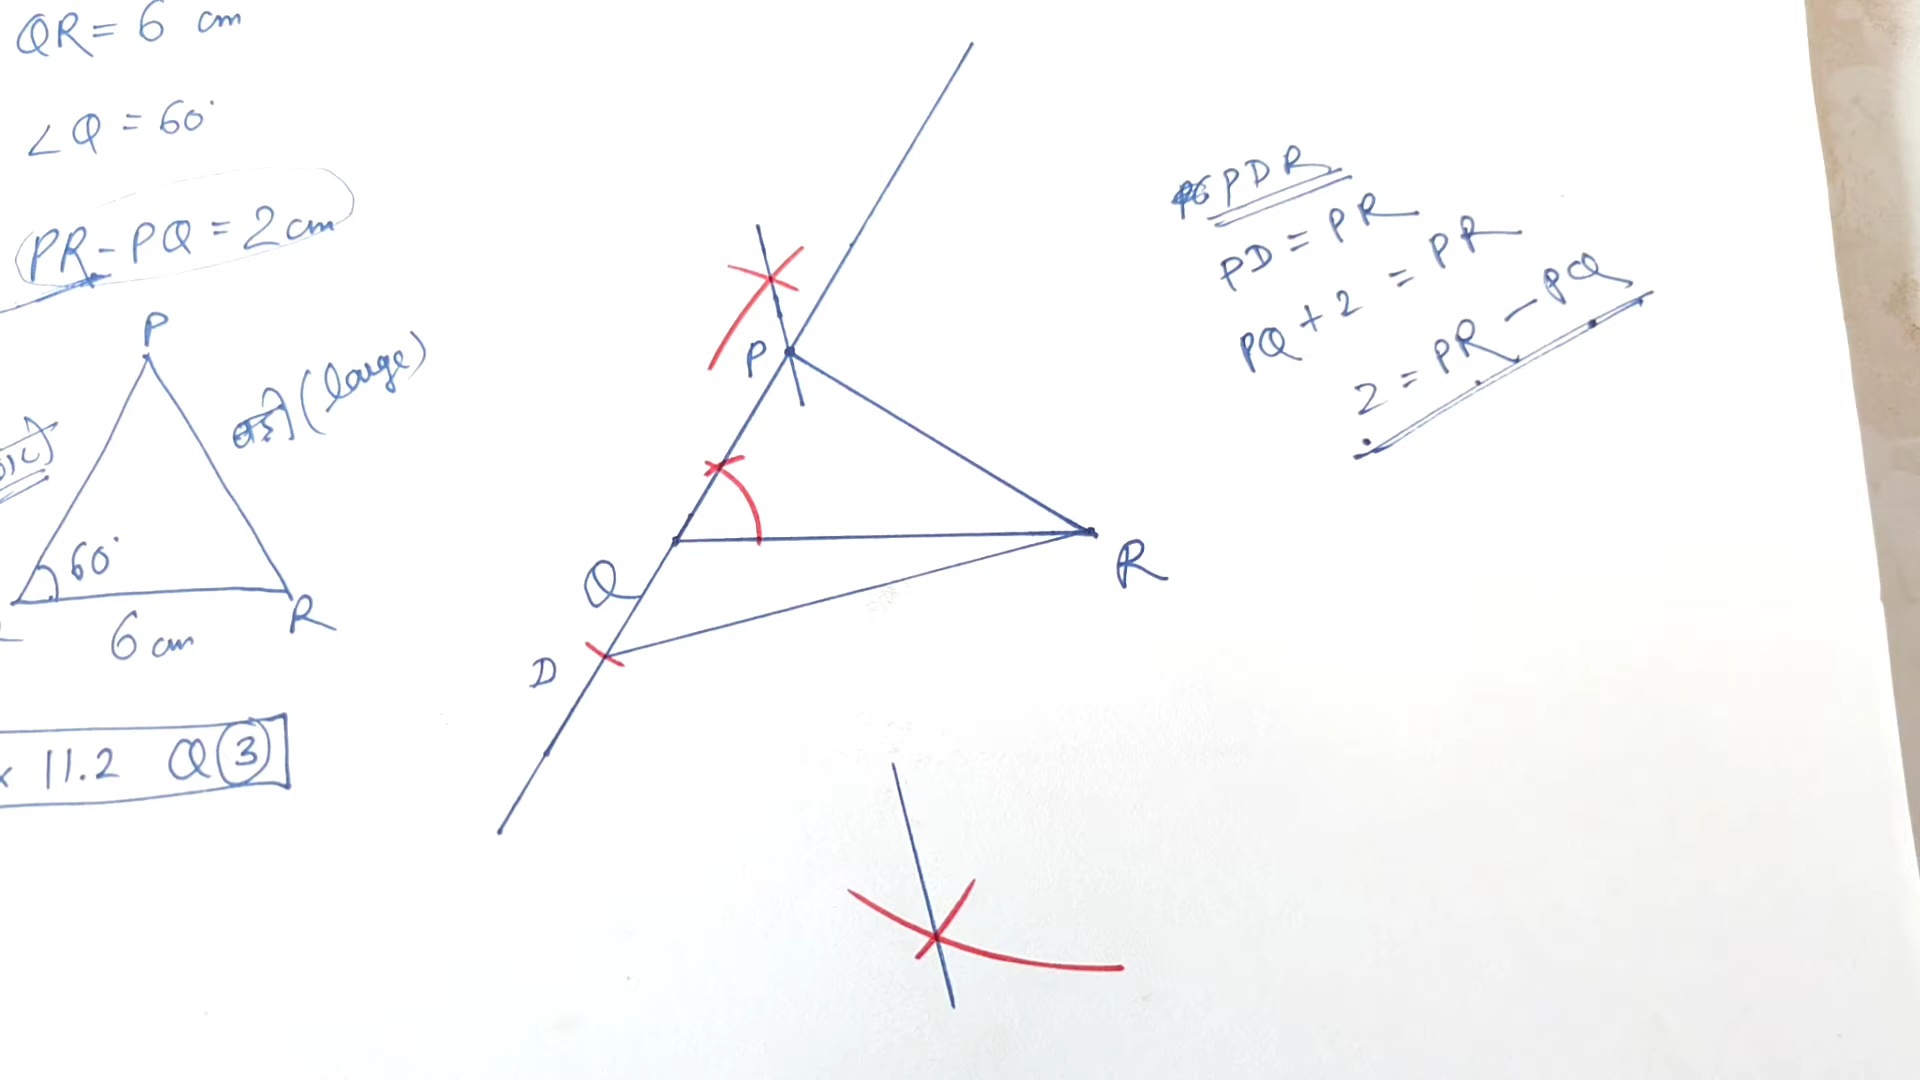 QR = 6 cm
∠Q = 60°
PR - PQ = 2 cm
P
बड़ी (large)
60°
6 cm
R
11.2 Q 3
P
Q
R
D
PDR
PD = PR
PQ + 2 = PR
2 = PR - PQ